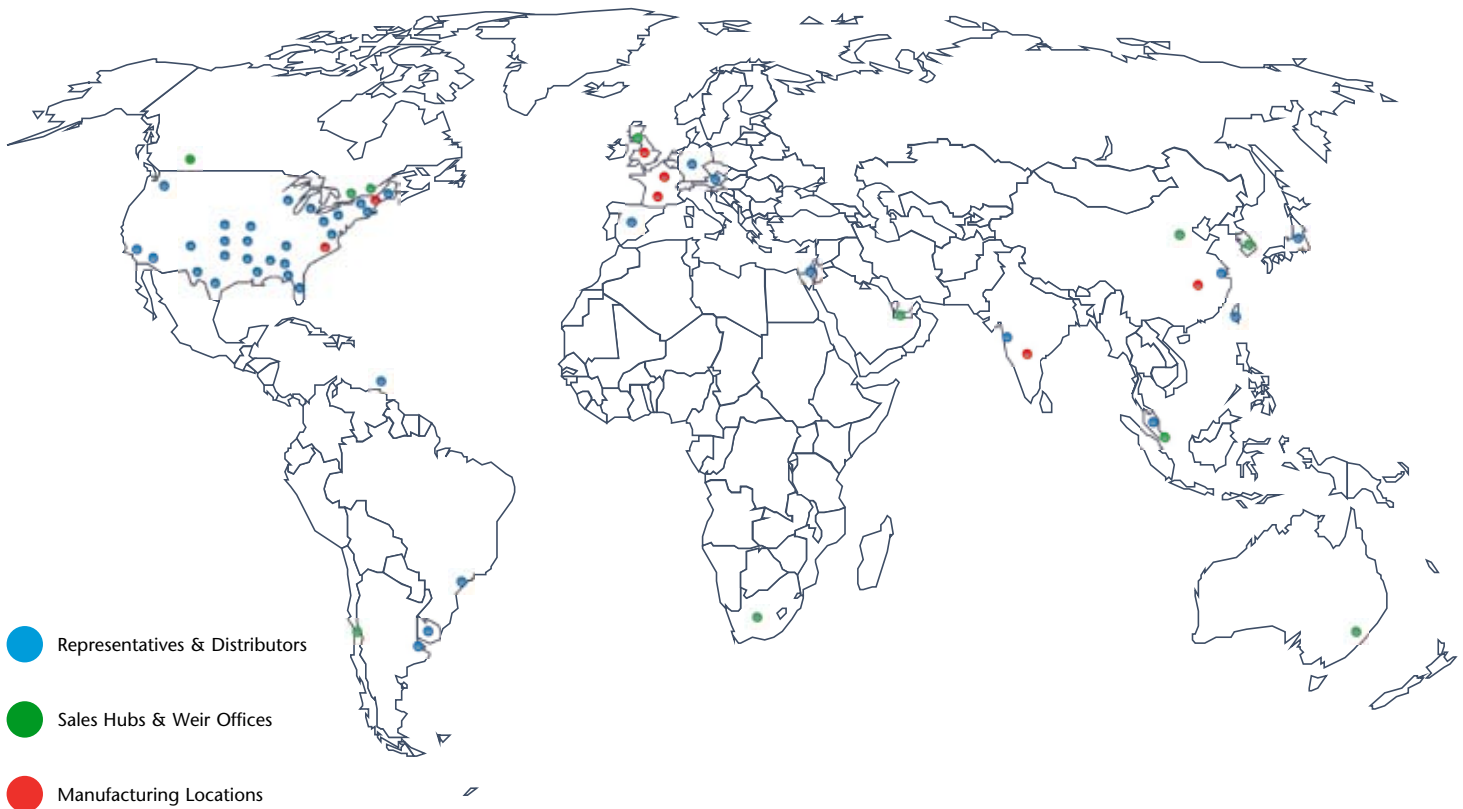 Representatives & Distributors
Sales Hubs & Weir Offices
Manufacturing Locations